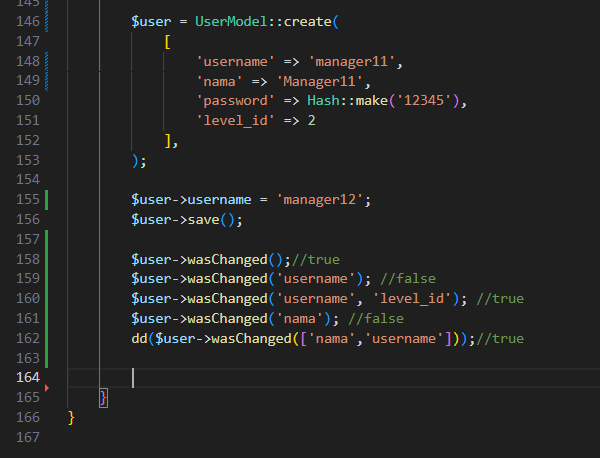 145
146 $user = UserModel::create(
147 [
148 'username' => 'manager11',
149 'nama' => 'Manager11',
150 'password' => Hash::make('12345'),
151 'level_id' => 2
152 ],
153 );
154
155 $user->username = 'manager12';
156 $user->save();
157
158 $user->wasChanged();//true
159 $user->wasChanged('username'); //false
160 $user->wasChanged('username', 'level_id'); //true
161 $user->wasChanged('nama'); //false
162 dd($user->wasChanged(['nama','username']));//true
163
164
165 }
166 }
167